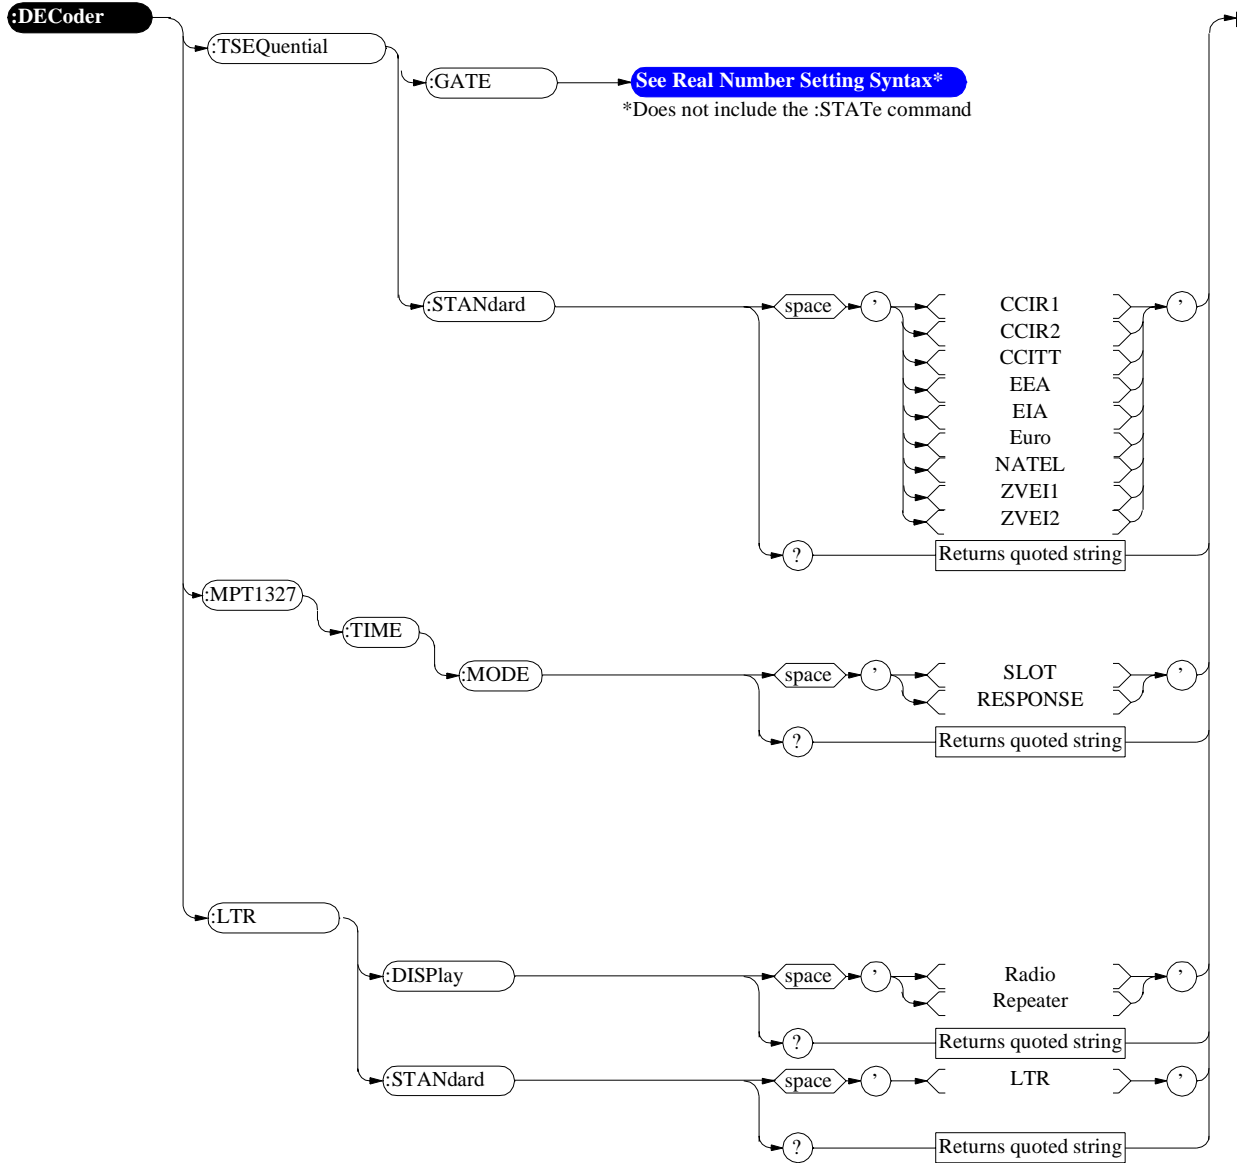 :DECoder
:TSEQuential
:GATE
See Real Number Setting Syntax*
*Does not include the :STATe command
:STANdard
space
'
CCIR1
'
CCIR2
CCITT
EEA
EIA
Euro
NATEL
ZVEI1
ZVEI2
?
Returns quoted string
:MPT1327
:TIME
:MODE
space
'
SLOT
'
RESPONSE
?
Returns quoted string
:LTR
:DISPlay
space
'
Radio
'
Repeater
?
Returns quoted string
:STANdard
space
'
LTR
'
?
Returns quoted string